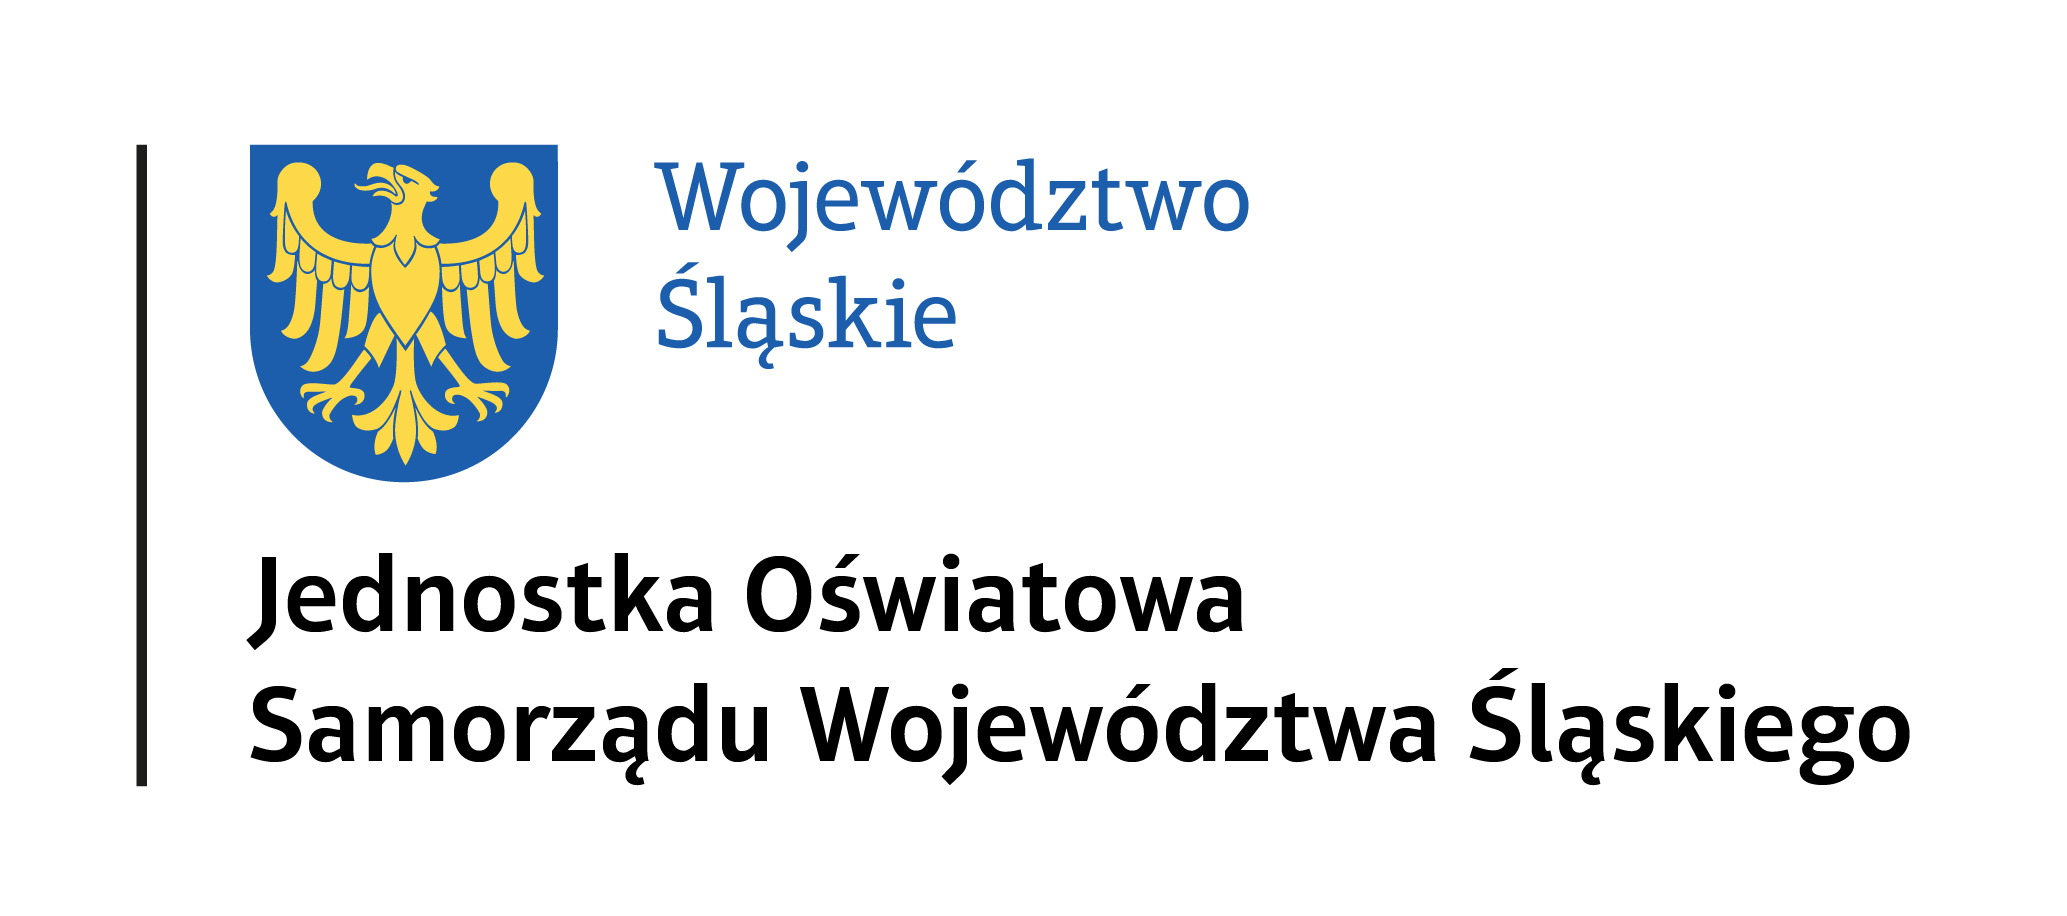 Województwo
Śląskie
Jednostka Oświatowa
Samorządu Województwa Śląskiego